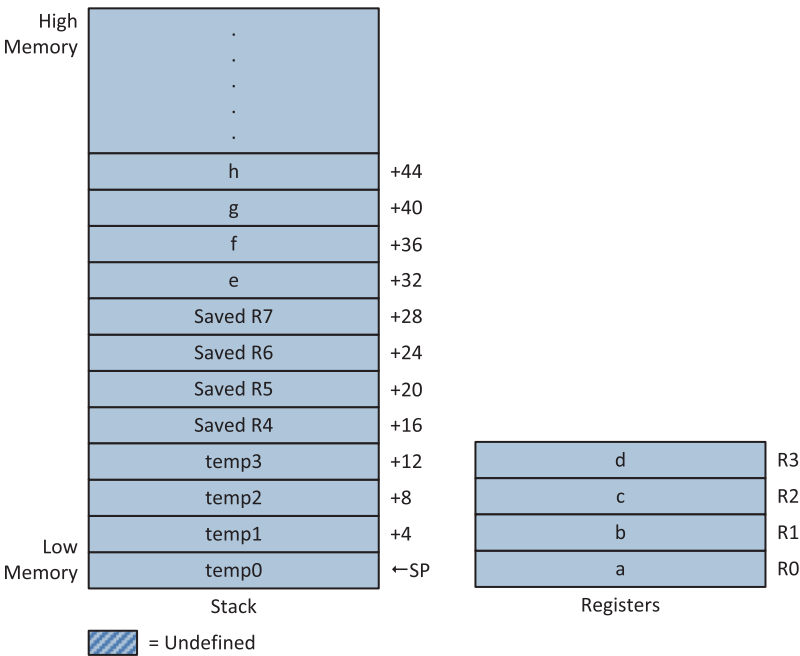 High
Memory
.
.
.
.
.
h +44
g +40
f +36
e +32
Saved R7 +28
Saved R6 +24
Saved R5 +20
Saved R4 +16
temp3 +12
temp2 +8
temp1 +4
Low
Memory
temp0 ←SP
Stack
d R3
c R2
b R1
a R0
Registers
= Undefined